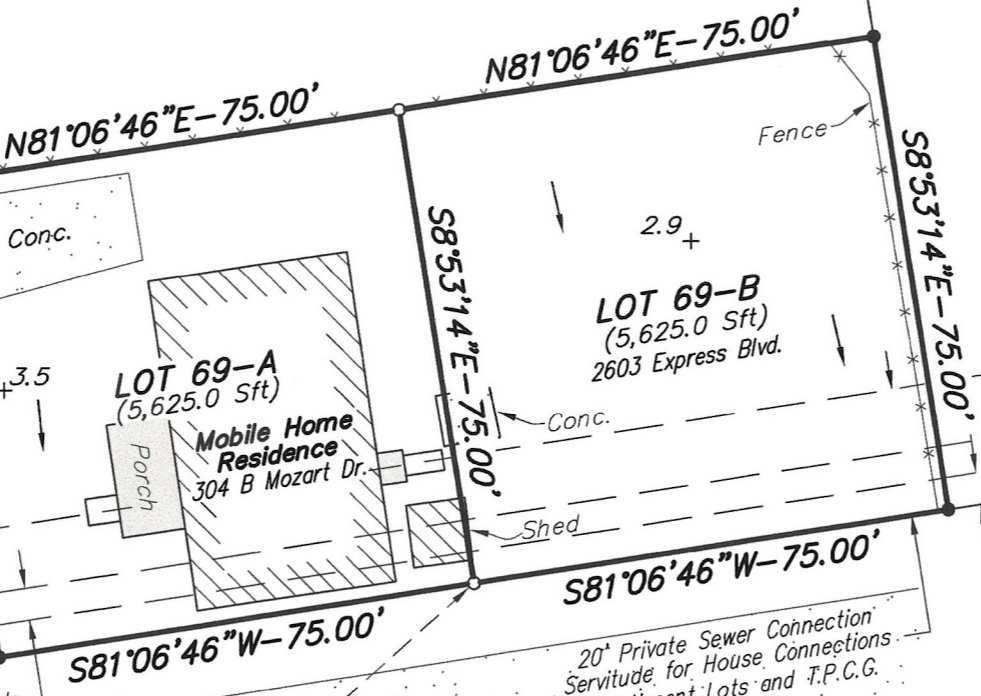 N81°06'46"E-75.00'
N81°06'46"E-75.00'
Fence
S8°53'14"E-75.00'
S8°53'14"E-75.00'
Conc.
2.9
LOT 69-B
(5,625.0 Sft)
2603 Express Blvd.
3.5
LOT 69-A
(5,625.0 Sft)
Mobile Home
Residence
304 B Mozart Dr.
Porch
Conc.
Shed
S81°06'46"W-75.00'
S81°06'46"W-75.00'
20' Private Sewer Connection
Servitude for House Connections
Lots and T.P.C.G.